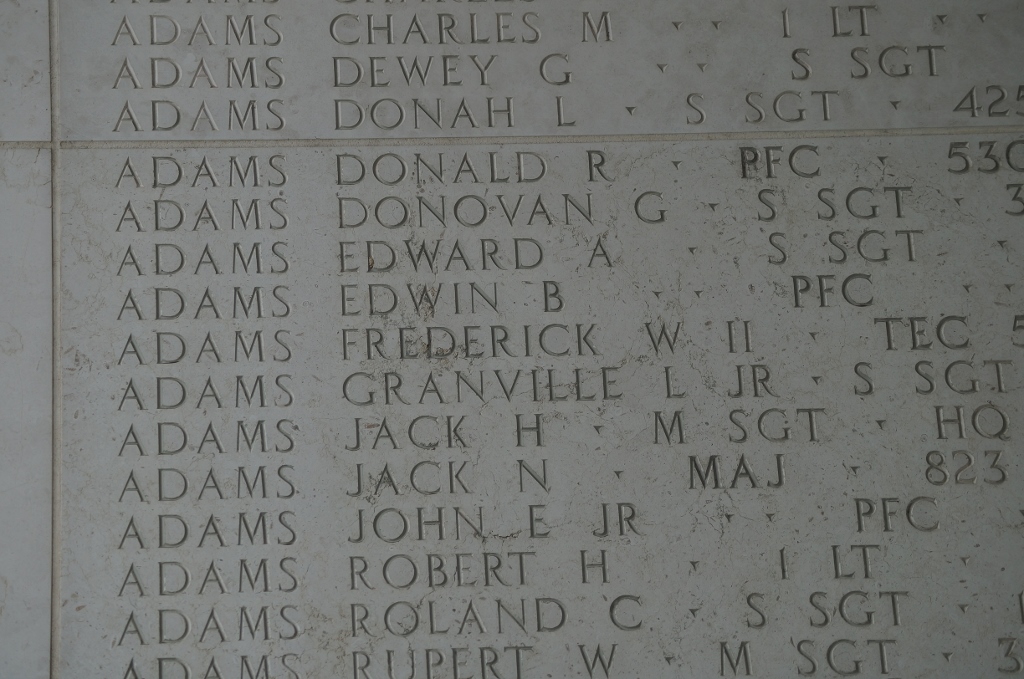 ADAMS CHARLES M · · 1 LT · ·
ADAMS DEWEY G · · S SGT
ADAMS DONAH L · S SGT · 425
ADAMS DONALD R · PFC · 530
ADAMS DONOVAN G · S SGT · 3
ADAMS EDWARD A · S SGT ·
ADAMS EDWIN B · · PFC · ·
ADAMS FREDERICK W II · TEC 5
ADAMS GRANVILLE L JR · S SGT
ADAMS JACK H · M SGT · HQ
ADAMS JACK N · MAJ · 823
ADAMS JOHN E JR · · PFC ·
ADAMS ROBERT H · 1 LT
ADAMS ROLAND C · S SGT ·
ADAMS RUPERT W · M SGT · 3